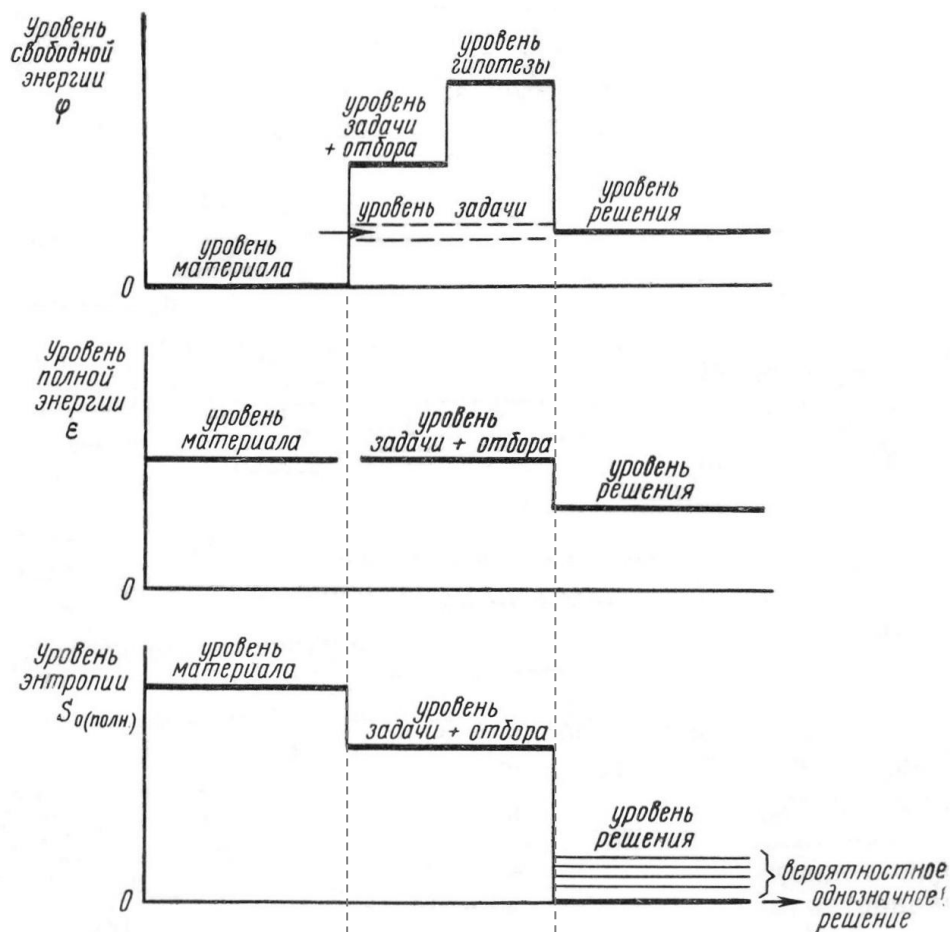 Уровень
свободной
энергии
φ
уровень
гипотезы
уровень
задачи
+ отбора
уровень задачи
уровень
решения
уровень
материала
0
Уровень
полной
энергии
ε
уровень
материала
уровень
задачи + отбора
уровень
решения
0
Уровень
энтропии
S₀(полн.)
уровень
материала
уровень
задачи + отбора
уровень
решения
вероятностное
однозначное!
решение
0